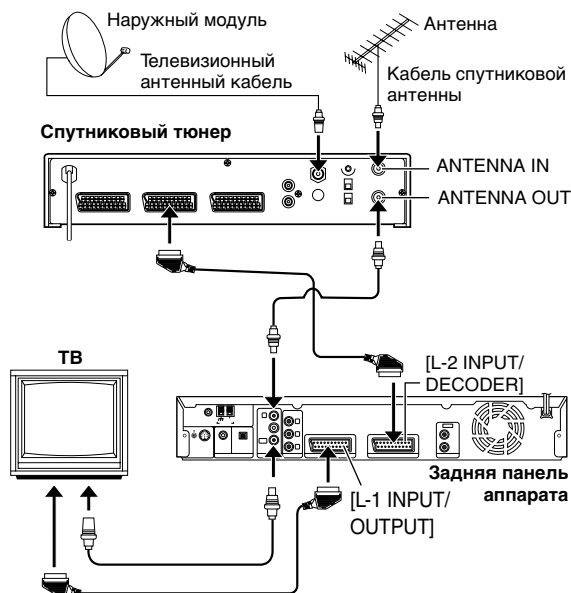 Наружный модуль
Антенна
Телевизионный
антенный кабель
Кабель спутниковой
антенны
Спутниковый тюнер
ANTENNA IN
ANTENNA OUT
ТВ
[L-2 INPUT/
DECODER]
Задняя панель
аппарата
[L-1 INPUT/
OUTPUT]